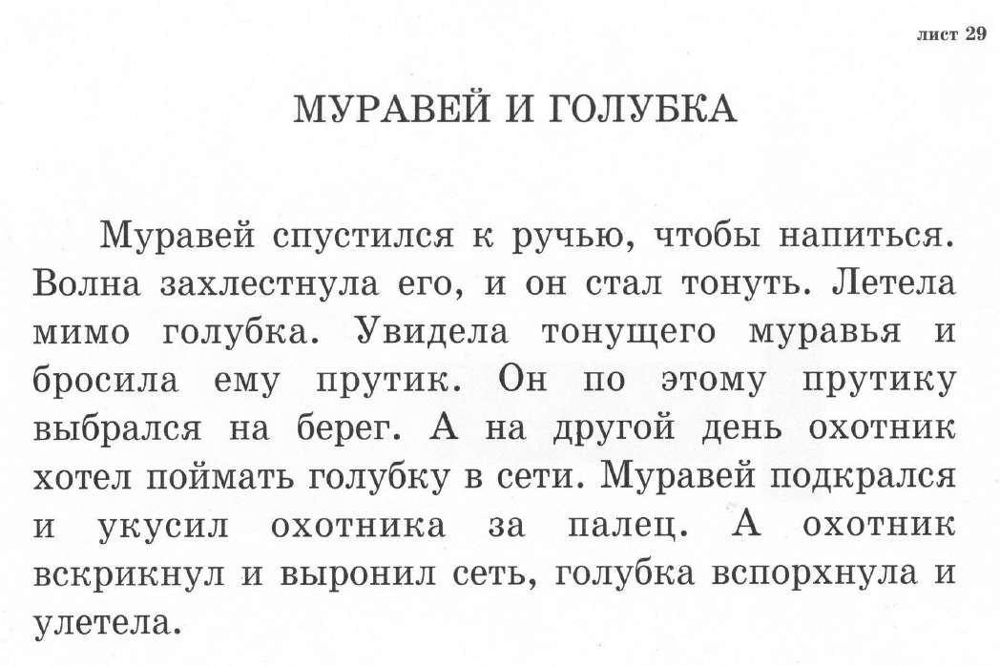 лист 29
МУРАВЕЙ И ГОЛУБКА
Муравей спустился к ручью, чтобы напиться.
Волна захлестнула его, и он стал тонуть. Летела
мимо голубка. Увидела тонущего муравья и
бросила ему прутик. Он по этому прутику
выбрался на берег. А на другой день охотник
хотел поймать голубку в сети. Муравей подкрался
и укусил охотника за палец. А охотник
вскрикнул и выронил сеть, голубка вспорхнула и
улетела.